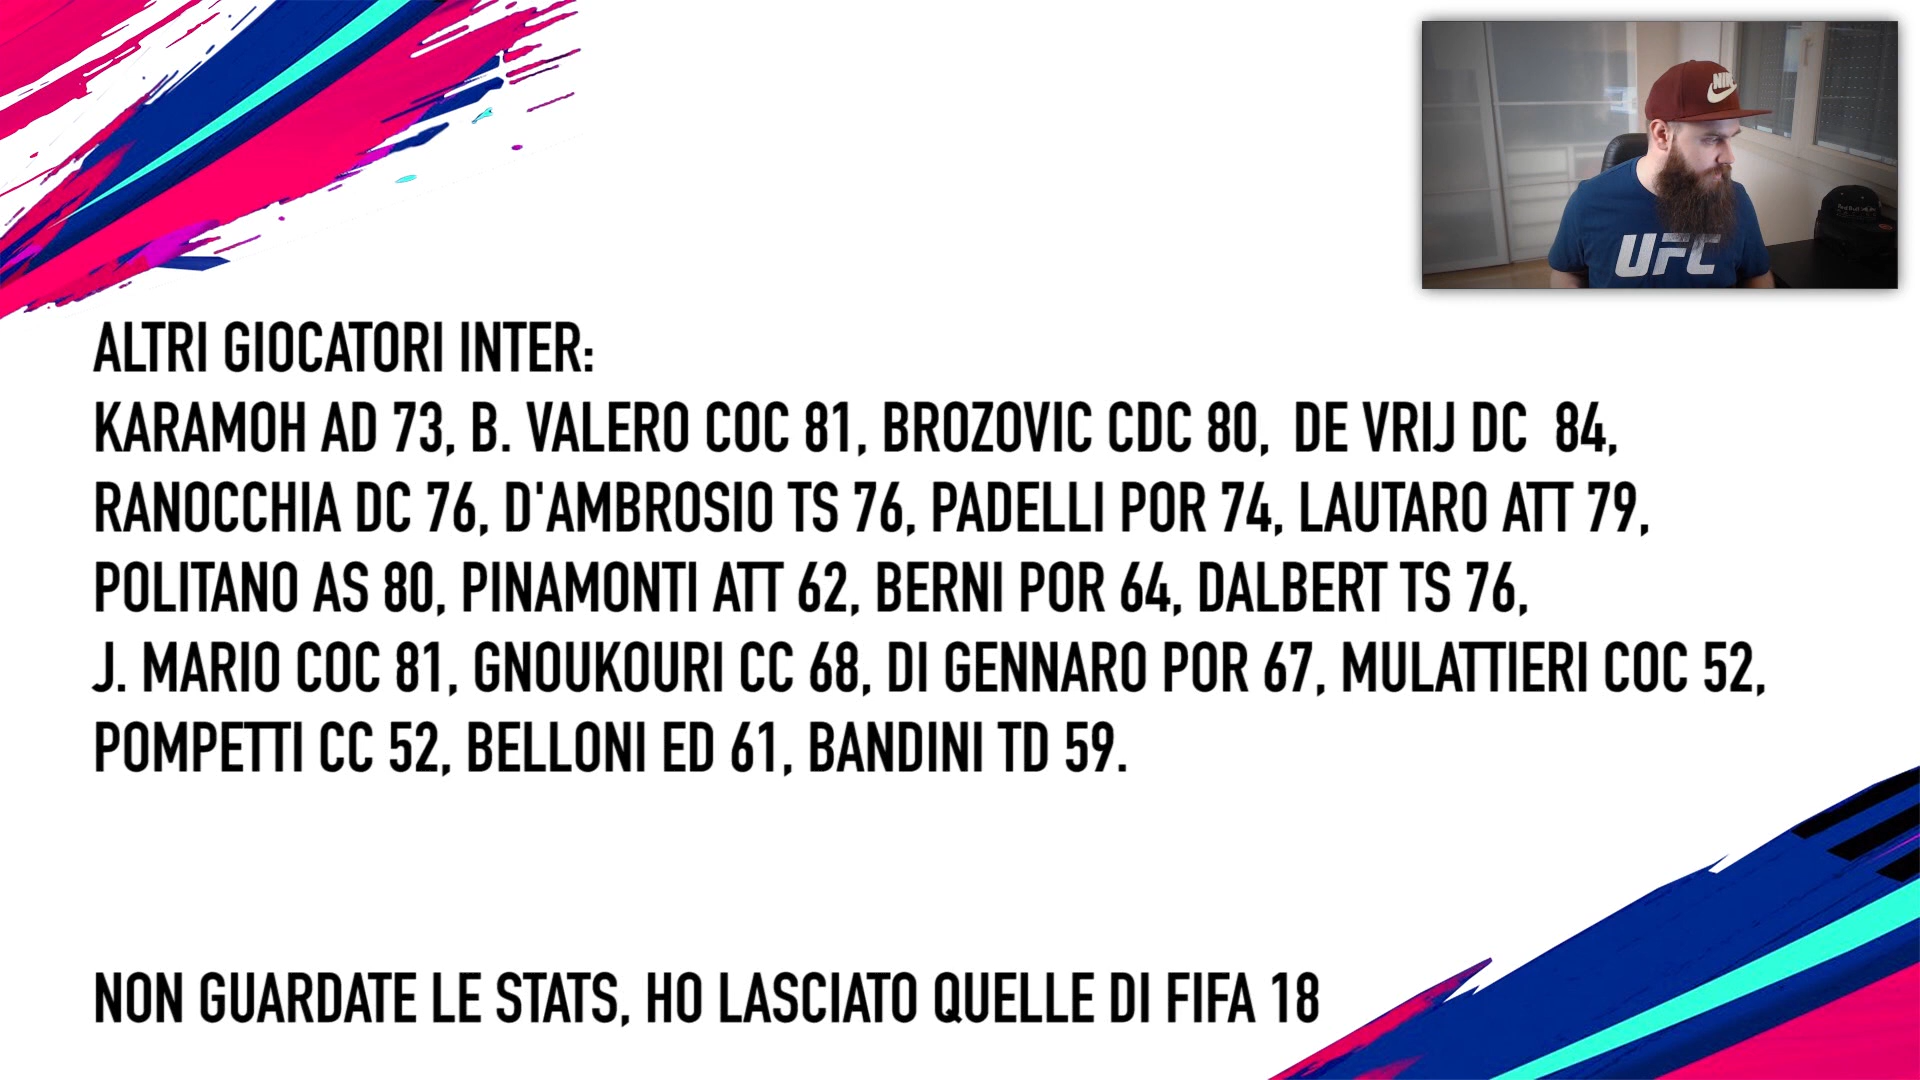 NIKE
UFC
ALTRI GIOCATORI INTER:
KARAMOH AD 73, B. VALERO COC 81, BROZOVIC CDC 80, DE VRIJ DC 84,
RANOCCHIA DC 76, D'AMBROSIO TS 76, PADELLI POR 74, LAUTARO ATT 79,
POLITANO AS 80, PINAMONTI ATT 62, BERNI POR 64, DALBERT TS 76,
J. MARIO COC 81, GNOUKOURI CC 68, DI GENNARO POR 67, MULATTIERI COC 52,
POMPETTI CC 52, BELLONI ED 61, BANDINI TD 59.
NON GUARDATE LE STATS, HO LASCIATO QUELLE DI FIFA 18